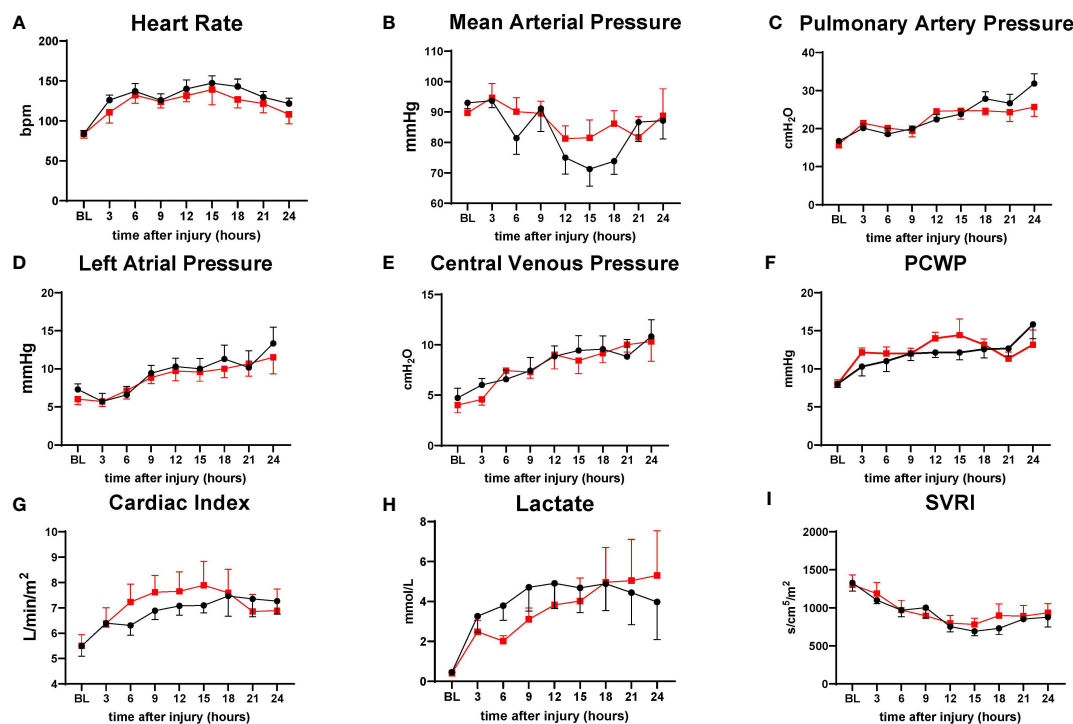 A Heart Rate
bpm
200
150
100
50
0
BL 3 6 9 12 15 18 21 24
time after injury (hours)
B Mean Arterial Pressure
mmHg
110
100
90
80
70
60
BL 3 6 9 12 15 18 21 24
time after injury (hours)
C Pulmonary Artery Pressure
cmH2O
40
30
20
10
0
BL 3 6 9 12 15 18 21 24
time after injury (hours)
D Left Atrial Pressure
mmHg
20
15
10
5
0
BL 3 6 9 12 15 18 21 24
time after injury (hours)
E Central Venous Pressure
cmH2O
15
10
5
0
BL 3 6 9 12 15 18 21 24
time after injury (hours)
F PCWP
mmHg
20
15
10
5
0
BL 3 6 9 12 15 18 21 24
time after injury (hours)
G Cardiac Index
L/min/m2
10
9
8
7
6
5
4
BL 3 6 9 12 15 18 21 24
time after injury (hours)
H Lactate
mmol/L
8
6
4
2
0
BL 3 6 9 12 15 18 21 24
time after injury (hours)
I SVRI
s/cm5/m2
2000
1500
1000
500
0
BL 3 6 9 12 15 18 21 24
time after injury (hours)